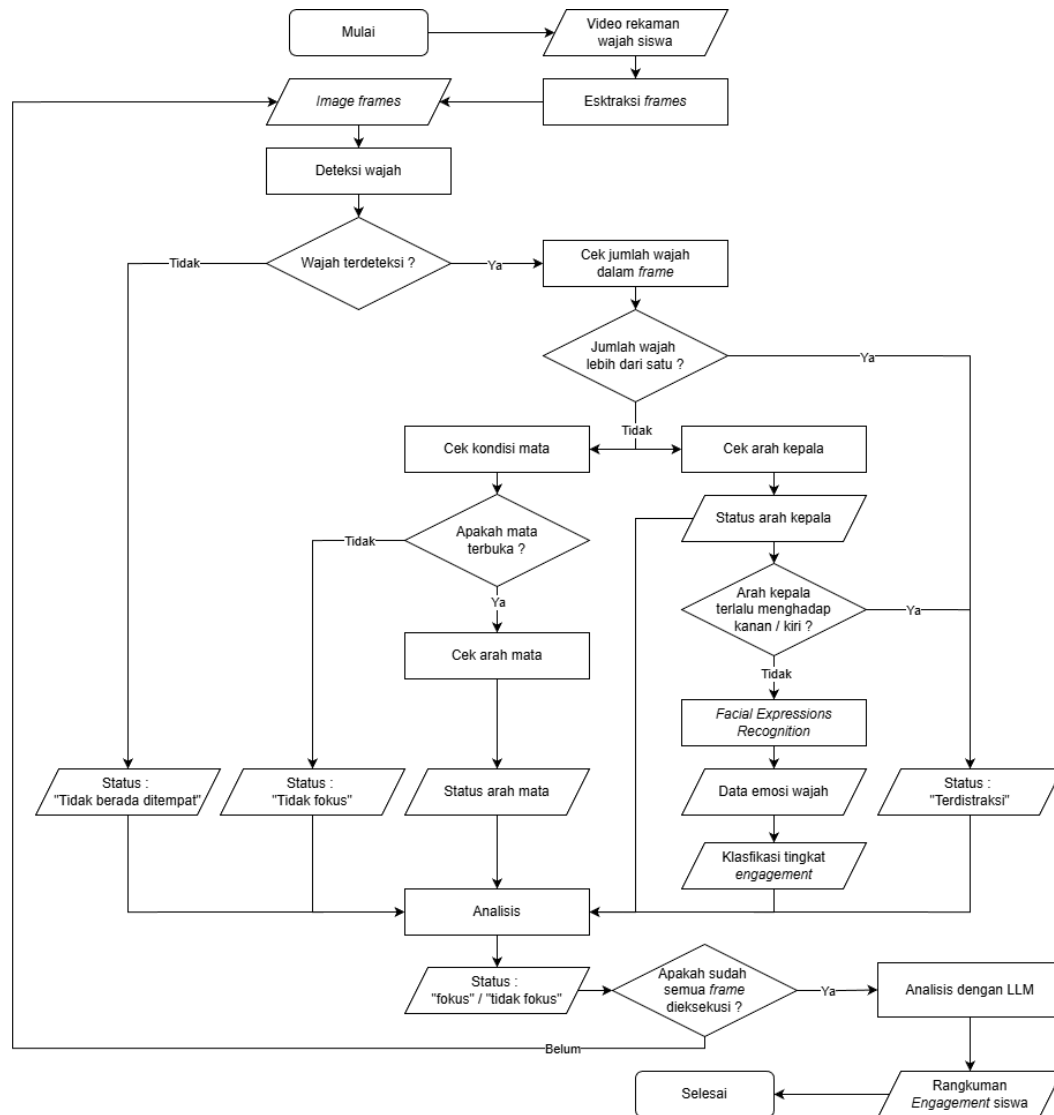 Mulai
Video rekaman
wajah siswa
Image frames
Esktraksi frames
Deteksi wajah
Tidak
Wajah terdeteksi ?
Ya
Cek jumlah wajah
dalam frame
Jumlah wajah
lebih dari satu ?
Ya
Tidak
Cek kondisi mata
Cek arah kepala
Status arah kepala
Apakah mata
terbuka ?
Tidak
Ya
Arah kepala
terlalu menghadap
kanan / kiri ?
Ya
Tidak
Cek arah mata
Facial Expressions
Recognition
Status :
"Tidak berada ditempat"
Status :
"Tidak fokus"
Status arah mata
Data emosi wajah
Status :
"Terdistraksi"
Klasfikasi tingkat
engagement
Analisis
Status :
"fokus" / "tidak fokus"
Apakah sudah
semua frame
dieksekusi ?
Ya
Analisis dengan LLM
Belum
Selesai
Rangkuman
Engagement siswa